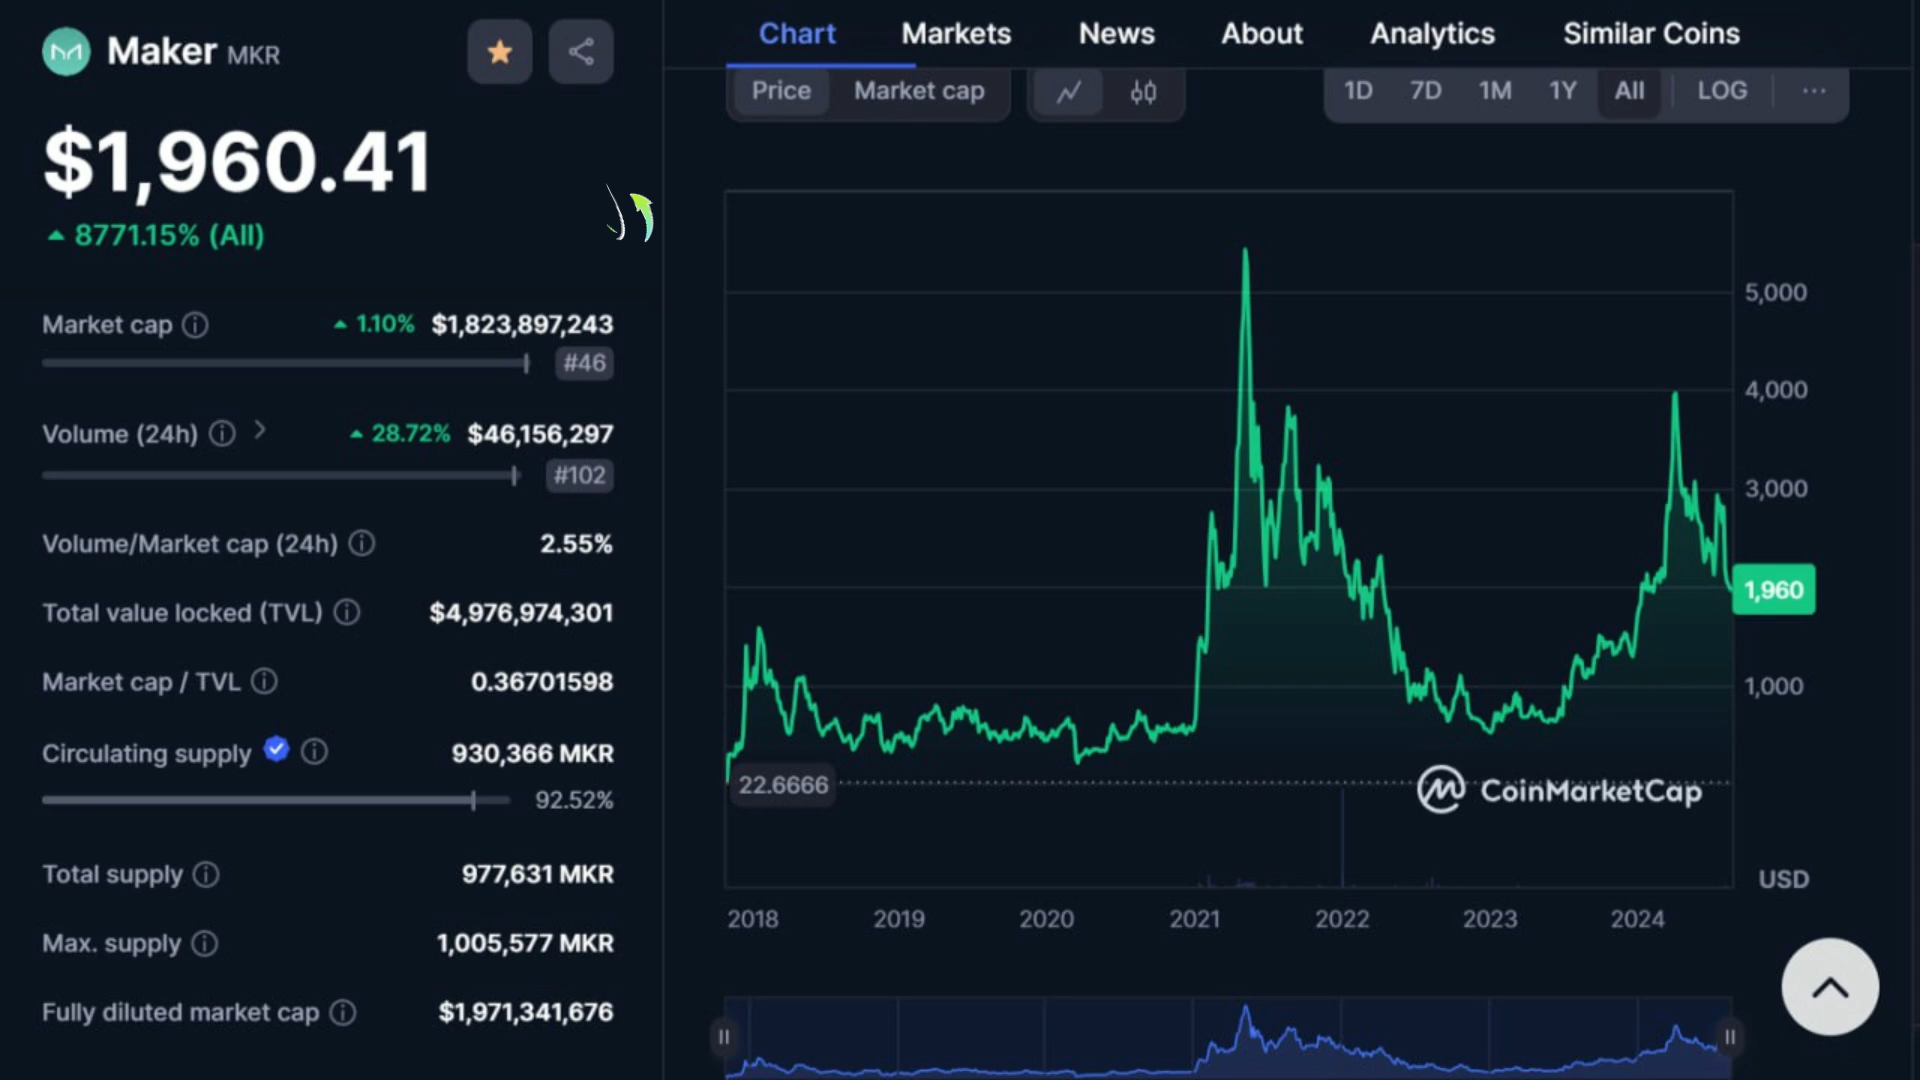 Maker MKR
$1,960.41
8771.15% (All)
Market cap 1.10% $1,823,897,243
#46
Volume (24h) 28.72% $46,156,297
#102
Volume/Market cap (24h) 2.55%
Total value locked (TVL) $4,976,974,301
Market cap / TVL 0.36701598
Circulating supply 930,366 MKR
92.52%
Total supply 977,631 MKR
Max. supply 1,005,577 MKR
Fully diluted market cap $1,971,341,676
Chart Markets News About Analytics Similar Coins
Price Market cap 1D 7D 1M 1Y All LOG ...
5,000
4,000
3,000
1,960
1,000
22.6666
CoinMarketCap
USD
2018 2019 2020 2021 2022 2023 2024